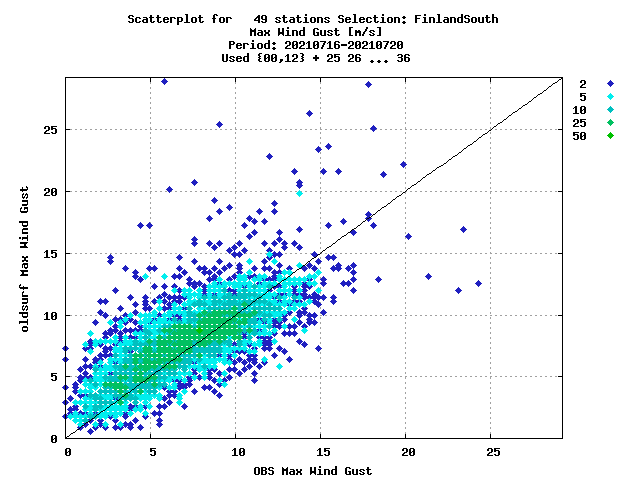 Scatterplot for   49 stations Selection: FinlandSouth
Max Wind Gust [m/s]
Period: 20210716-20210720
Used {00,12} + 25 26 ... 36
2
5
10
25
50
oldsurf Max Wind Gust
25
20
15
10
5
0
0 5 10 15 20 25
OBS Max Wind Gust